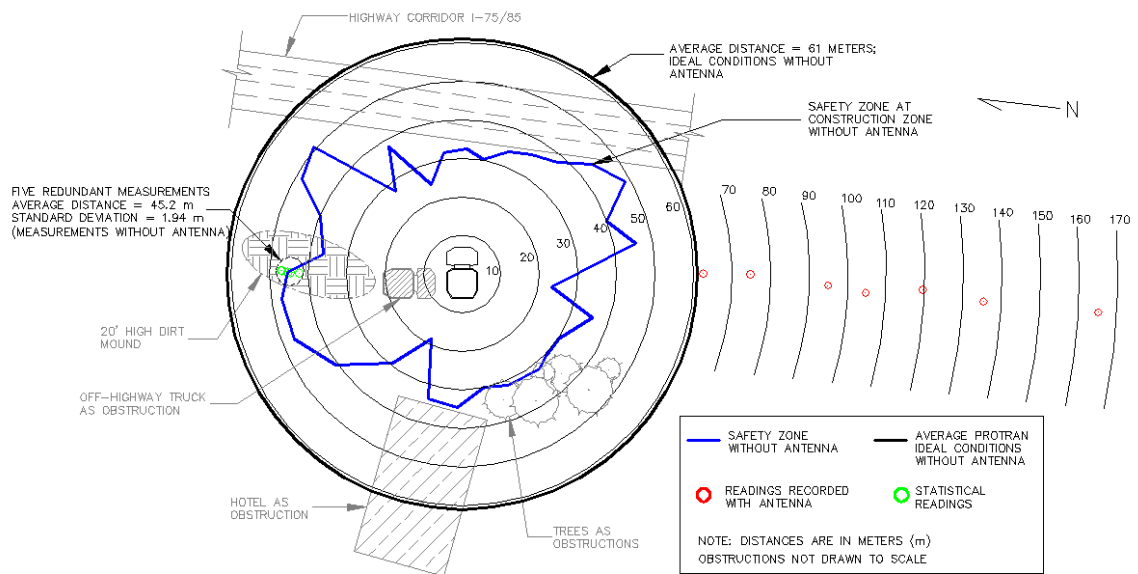 HIGHWAY CORRIDOR I-75/85
AVERAGE DISTANCE = 61 METERS;
IDEAL CONDITIONS WITHOUT
ANTENNA
SAFETY ZONE AT
CONSTRUCTION ZONE
WITHOUT ANTENNA
N
FIVE REDUNDANT MEASUREMENTS
AVERAGE DISTANCE = 45.2 m
STANDARD DEVIATION = 1.94 m
(MEASUREMENTS WITHOUT ANTENNA)
10
20
30
40
50
60
70
80
90
100
110
120
130
140
150
160
170
20' HIGH DIRT
MOUND
OFF-HIGHWAY TRUCK
AS OBSTRUCTION
HOTEL AS
OBSTRUCTION
TREES AS
OBSTRUCTIONS
SAFETY ZONE
WITHOUT ANTENNA
AVERAGE PROTRAN
IDEAL CONDITIONS
WITHOUT ANTENNA
READINGS RECORDED
WITH ANTENNA
STATISTICAL
READINGS
NOTE: DISTANCES ARE IN METERS (m)
OBSTRUCTIONS NOT DRAWN TO SCALE